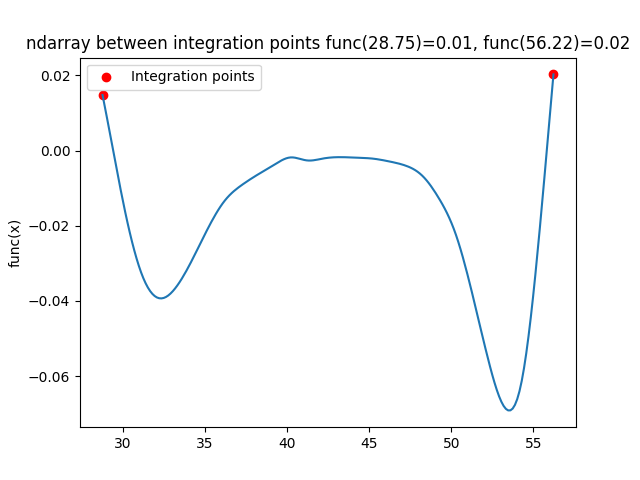 ndarray between integration points func(28.75)=0.01, func(56.22)=0.02
Integration points
func(x)
0.02
0.00
−0.02
−0.04
−0.06
30 35 40 45 50 55